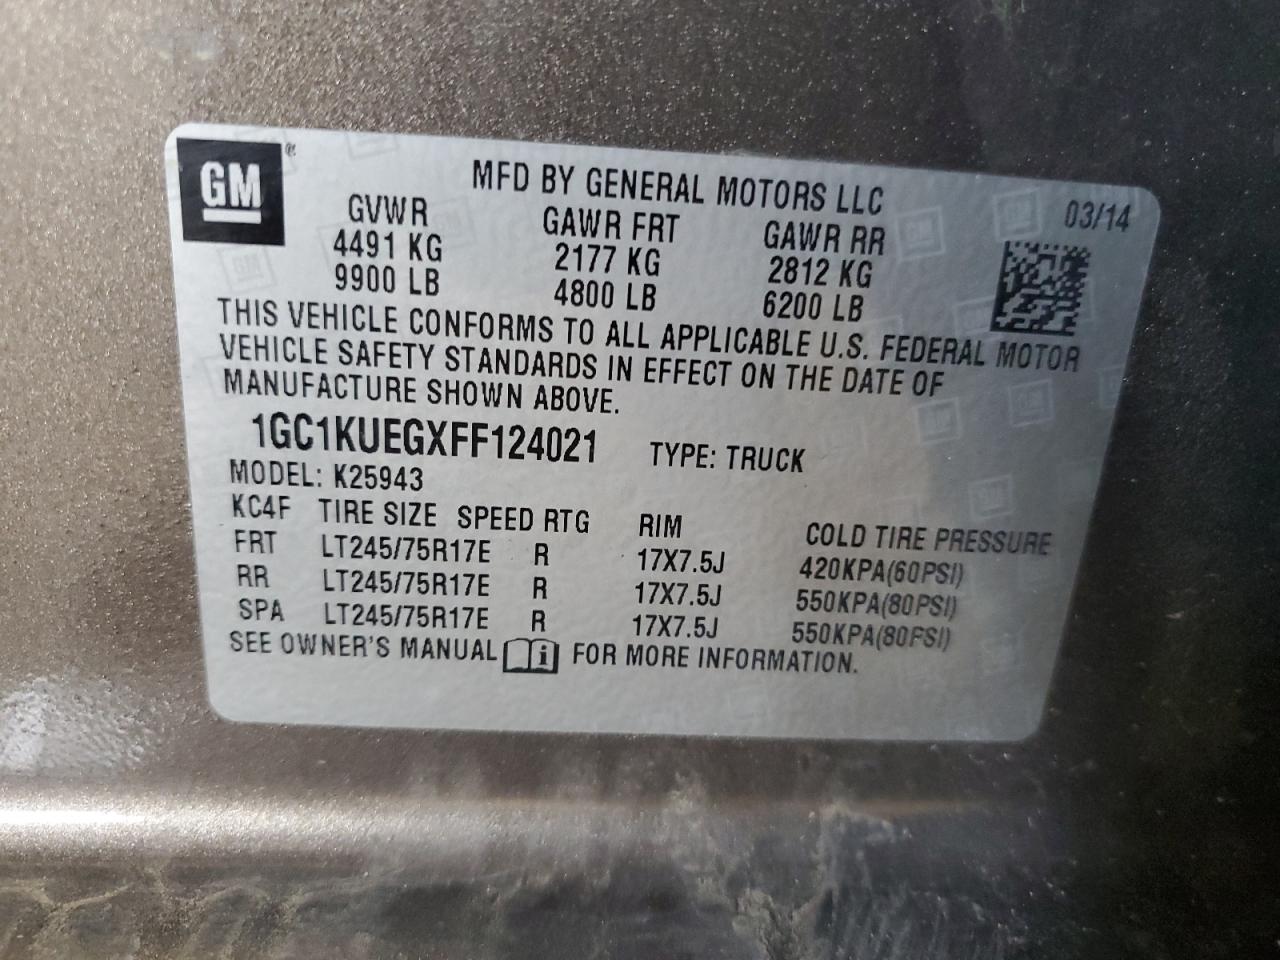 GM ®
MFD BY GENERAL MOTORS LLC
03/14
GVWR GAWR FRT GAWR RR
4491 KG 2177 KG 2812 KG
9900 LB 4800 LB 6200 LB
THIS VEHICLE CONFORMS TO ALL APPLICABLE U.S. FEDERAL MOTOR
VEHICLE SAFETY STANDARDS IN EFFECT ON THE DATE OF
MANUFACTURE SHOWN ABOVE.
1GC1KUEGXFF124021 TYPE: TRUCK
MODEL: K25943
KC4F TIRE SIZE SPEED RTG RIM COLD TIRE PRESSURE
FRT LT245/75R17E R 17X7.5J 420KPA(60PSI)
RR LT245/75R17E R 17X7.5J 550KPA(80PSI)
SPA LT245/75R17E R 17X7.5J 550KPA(80PSI)
SEE OWNER'S MANUAL i FOR MORE INFORMATION.